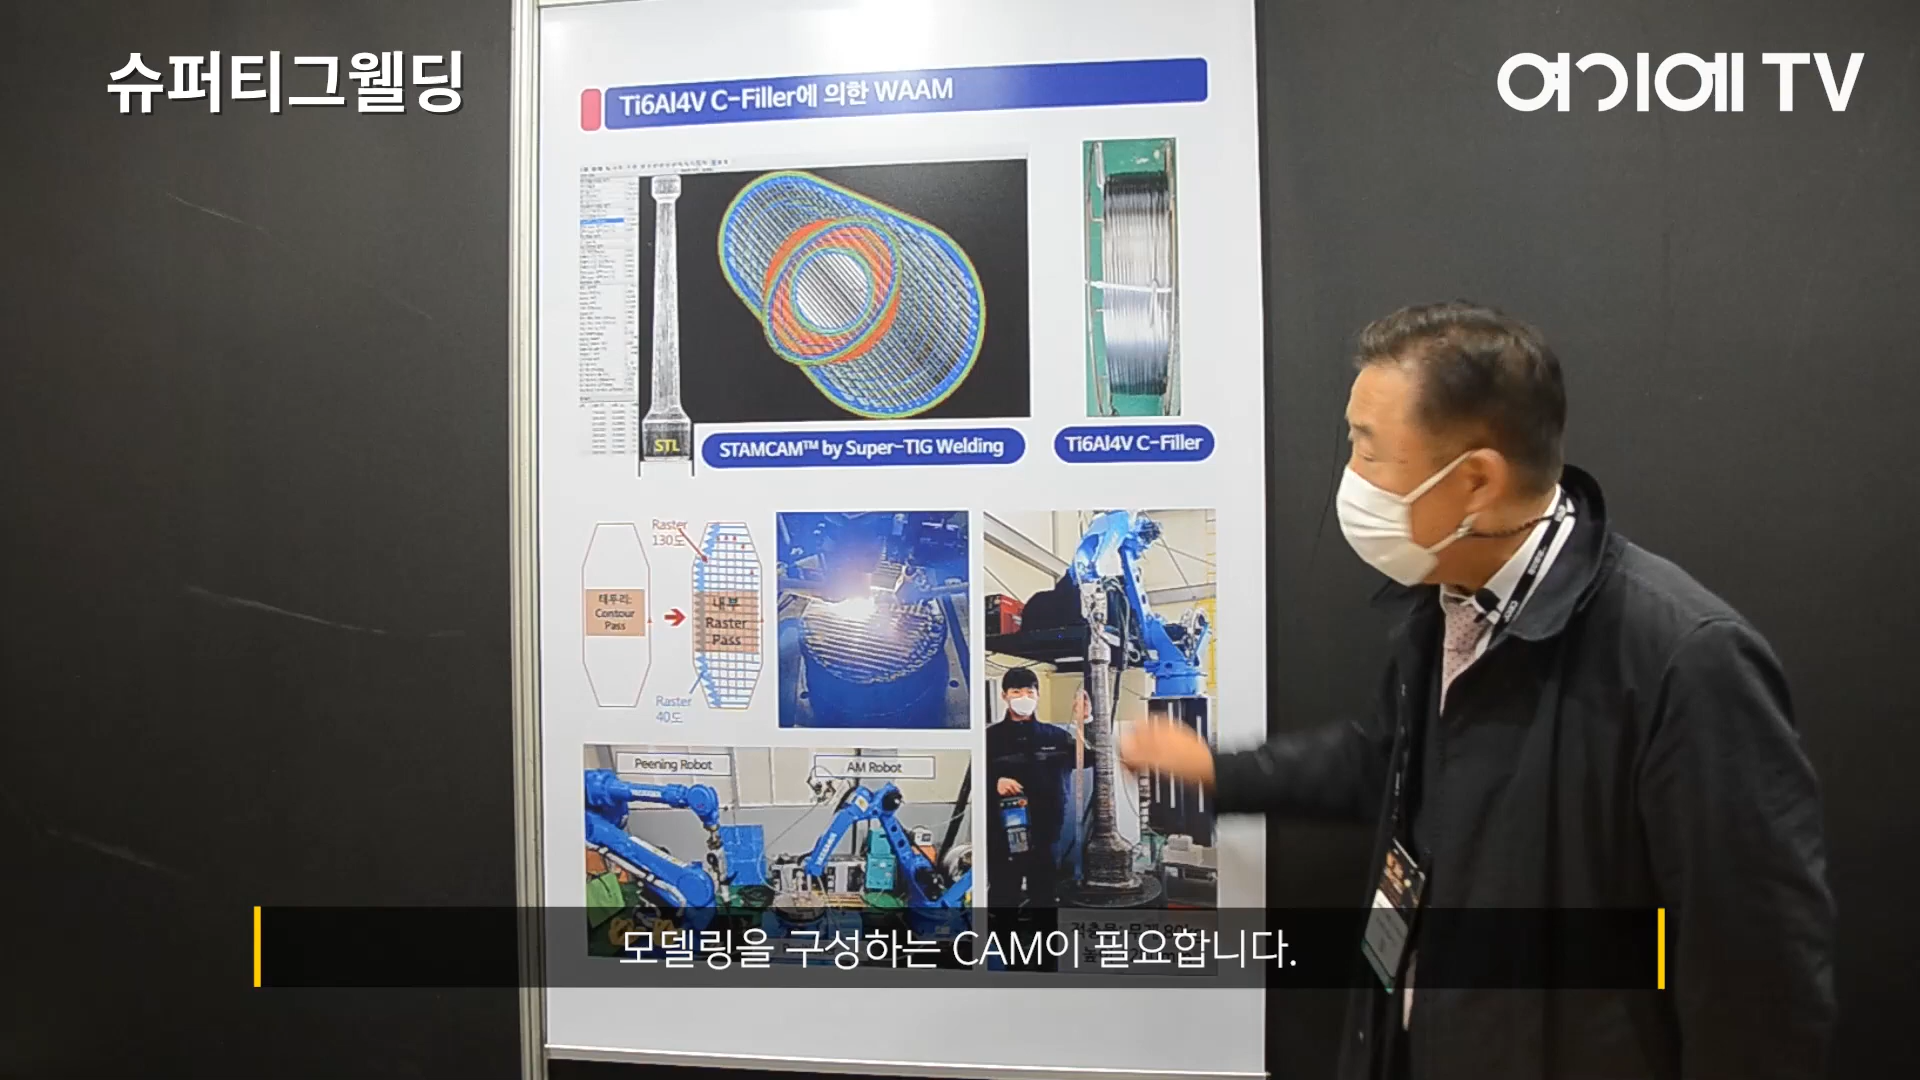 슈퍼티그웰딩
여기에 TV
Ti6Al4V C-Filler에 의한 WAAM
STL
STAMCAM™ by Super-TIG Welding
Ti6Al4V C-Filler
Raster
130도
테두리:
Contour
Pass
내부
Raster
Pass
Raster
40도
Peening Robot
AM Robot
모델링을 구성하는 CAM이 필요합니다.